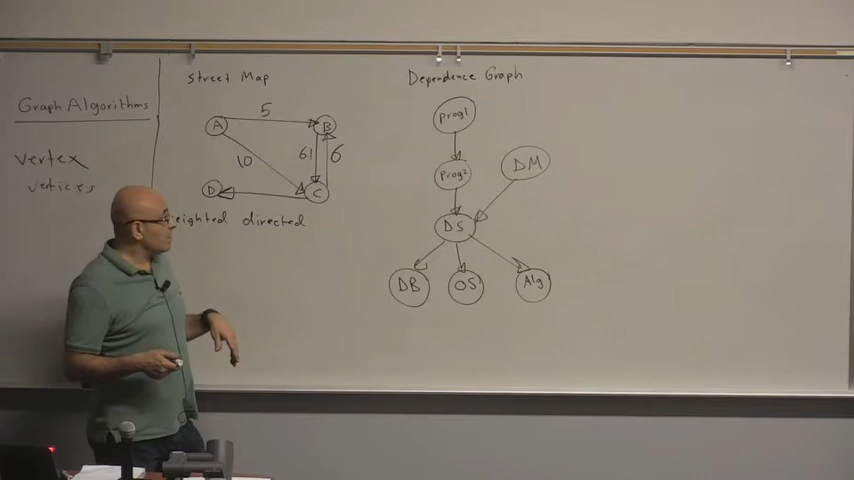 Graph Algorithms
vertex
vertices
Street Map
A
5
B
10
61
6
D
C
weighted directed
Dependence Graph
prog1
prog2
DM
DS
DB
OS
Alg